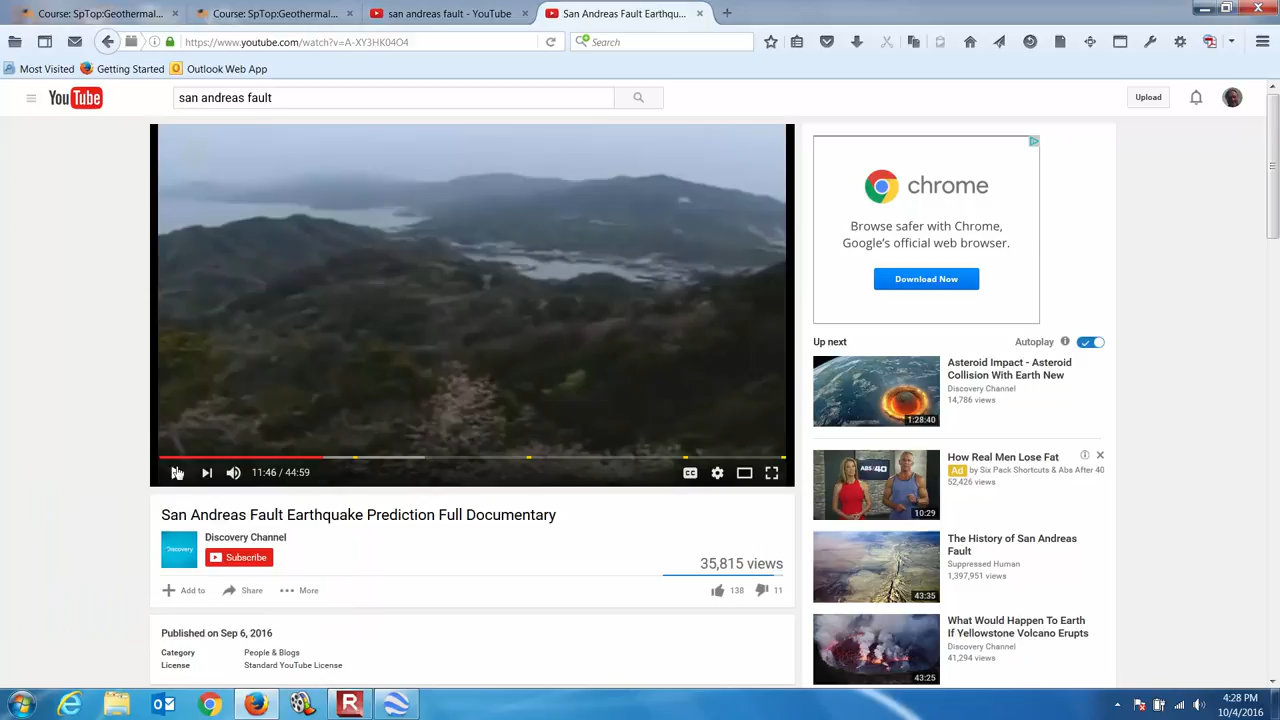 Course: SpTop:Geothermal...
Course: SpTop:Geothermal...
san andreas fault - YouTube
San Andreas Fault Earthqu...
https://www.youtube.com/watch?v=A-XY3HK04O4
Search
Most Visited
Getting Started
Outlook Web App
YouTube
san andreas fault
Upload
chrome
Browse safer with Chrome,
Google's official web browser.
Download Now
Up next
Autoplay
Asteroid Impact - Asteroid
Collision With Earth New
Discovery Channel
14,786 views
1:28:40
How Real Men Lose Fat
Ad by Six Pack Shortcuts & Abs After 40
52,426 views
ABS 40
10:29
The History of San Andreas
Fault
Suppressed Human
1,397,951 views
43:35
What Would Happen To Earth
If Yellowstone Volcano Erupts
Discovery Channel
41,294 views
43:25
11:46 / 44:59
CC
San Andreas Fault Earthquake Prediction Full Documentary
Discovery
Discovery Channel
Subscribe
35,815 views
Add to
Share
More
138
11
Published on Sep 6, 2016
Category
People & Blogs
License
Standard YouTube License
4:28 PM
10/4/2016